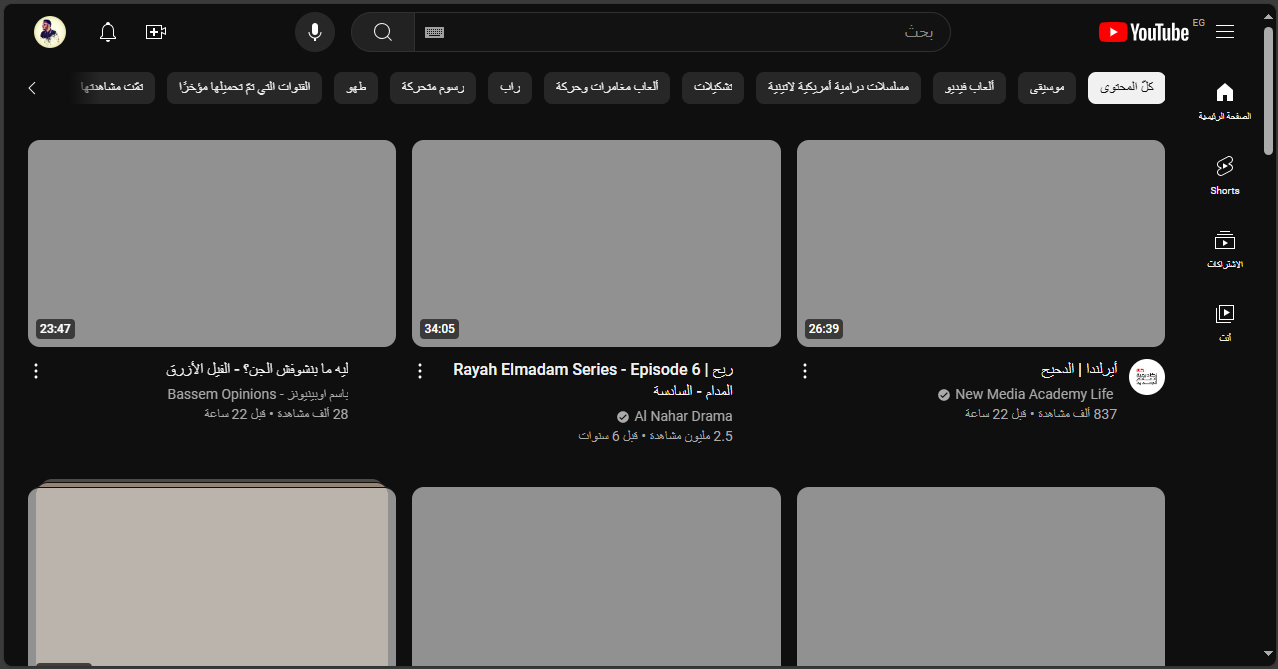 YouTube EG
بحث
كلّ المحتوى
موسيقى
ألعاب فيديو
مسلسلات درامية أمريكية لاتينية
تشكيلات
ألعاب مغامرات وحركة
راب
رسوم متحركة
طهو
القنوات التي تمّ تحميلها مؤخرًا
تمّت مشاهدتها
الصفحة الرئيسية
Shorts
الاشتراكات
أنت
26:39
أيرلندا | الدحيح
New Media Academy Life
837 ألف مشاهدة • قبل 22 ساعة
34:05
Rayah Elmadam Series - Episode 6 | ريح
المدام - السادسة
Al Nahar Drama
2.5 مليون مشاهدة • قبل 6 سنوات
23:47
ليه ما بنشوفش الجن؟ - الفيل الأزرق
باسم اوبينيونز - Bassem Opinions
28 ألف مشاهدة • قبل 22 ساعة